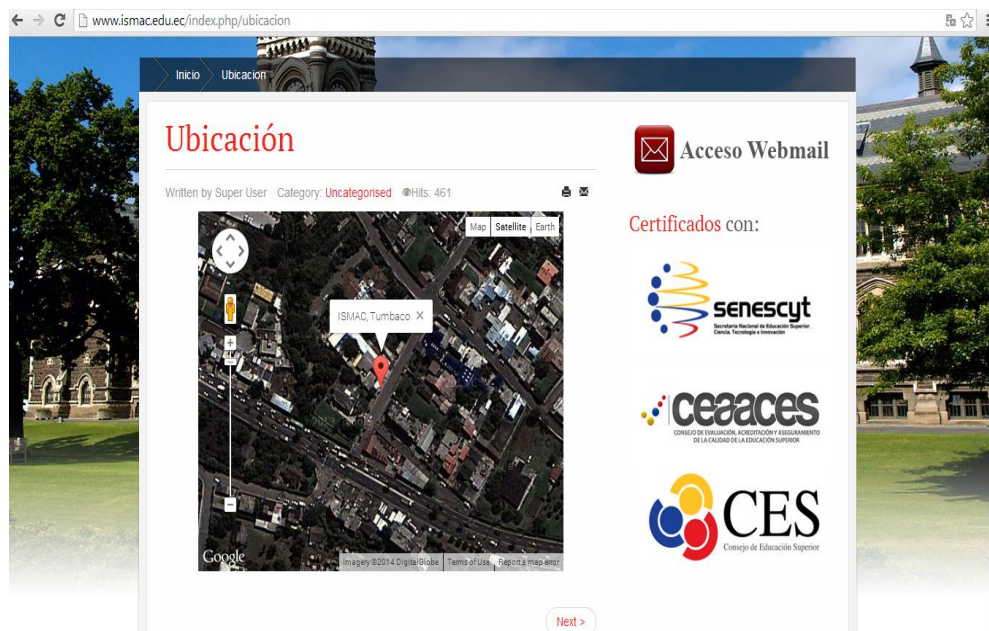 www.ismac.edu.ec/index.php/ubicacion
Inicio Ubicacion
Ubicación
Written by Super User Category: Uncategorised Hits: 461
Map Satellite Earth
ISMAC, Tumbaco
Google
Imagery ©2014 DigitalGlobe Terms of Use Report a map error
Next >
Acceso Webmail
Certificados con:
senescyt
Secretaría Nacional de Educación Superior,
Ciencia, Tecnología e Innovación
ceaaces
CONSEJO DE EVALUACIÓN, ACREDITACIÓN Y ASEGURAMIENTO
DE LA CALIDAD DE LA EDUCACIÓN SUPERIOR
CES
Consejo de Educación Superior